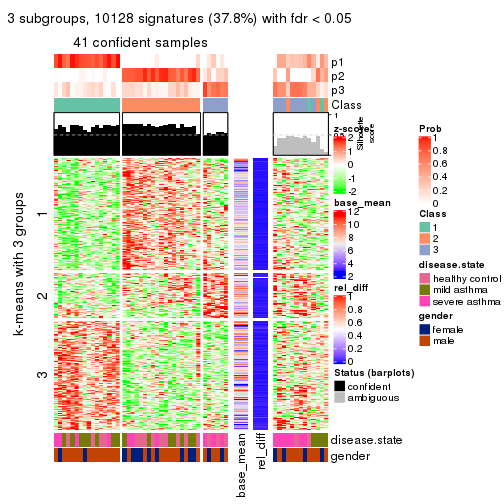 3 subgroups, 10128 signatures (37.8%) with fdr < 0.05
41 confident samples
p1
p2
p3
Class
1
Silhouette
score
k-means with 3 groups
1
2
3
base_mean
rel_diff
disease.state
gender
z-score
2
1
0
-1
-2
base_mean
12
10
8
6
4
2
rel_diff
1
0.8
0.6
0.4
0.2
0
Status (barplots)
confident
ambiguous
Prob
1
0.8
0.6
0.4
0.2
0
Class
1
2
3
disease.state
healthy control
mild asthma
severe asthma
gender
female
male